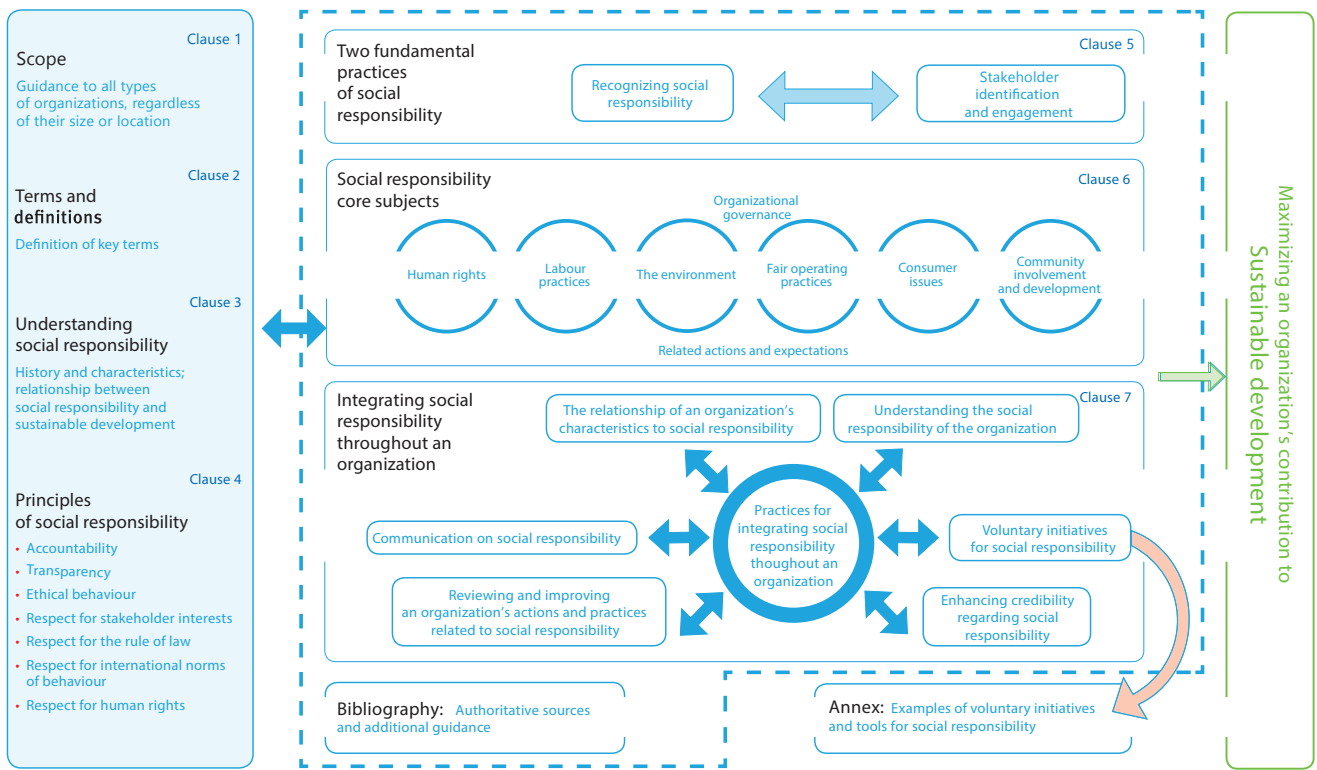 Clause 1
Scope
Guidance to all types
of organizations, regardless
of their size or location
Clause 2
Terms and
definitions
Definition of key terms
Clause 3
Understanding
social responsibility
History and characteristics;
relationship between
social responsibility and
sustainable development
Clause 4
Principles
of social responsibility
• Accountability
• Transparency
• Ethical behaviour
• Respect for stakeholder interests
• Respect for the rule of law
• Respect for international norms
of behaviour
• Respect for human rights
Two fundamental
practices
of social
responsibility
Clause 5
Recognizing social
responsibility
Stakeholder
identification
and engagement
Social responsibility
core subjects
Clause 6
Organizational
governance
Human rights
Labour
practices
The environment
Fair operating
practices
Consumer
issues
Community
involvement
and development
Related actions and expectations
Integrating social
responsibility
throughout an
organization
Clause 7
The relationship of an organization's
characteristics to social responsibility
Understanding the social
responsibility of the organization
Practices for
integrating social
responsibility
thoughout an
organization
Communication on social responsibility
Voluntary initiatives
for social responsibility
Reviewing and improving
an organization's actions and practices
related to social responsibility
Enhancing credibility
regarding social
responsibility
Bibliography: Authoritative sources
and additional guidance
Annex: Examples of voluntary initiatives
and tools for social responsibility
Maximizing an organization's contribution to
Sustainable development